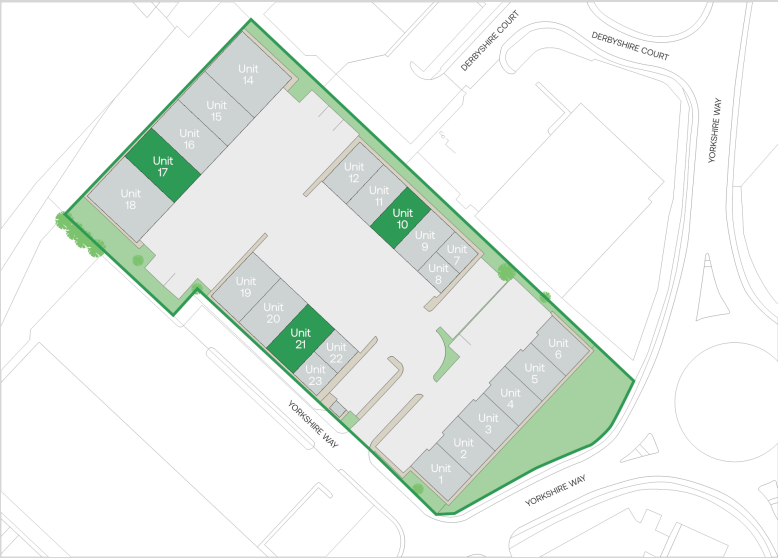 DERBYSHIRE COURT
DERBYSHIRE COURT
YORKSHIRE WAY
Unit
14
Unit
15
Unit
16
Unit
17
Unit
18
Unit
12
Unit
11
Unit
10
Unit
9
Unit
7
Unit
8
Unit
19
Unit
20
Unit
21
Unit
22
Unit
23
Unit
6
Unit
5
Unit
4
Unit
3
Unit
2
Unit
1
YORKSHIRE WAY
YORKSHIRE WAY